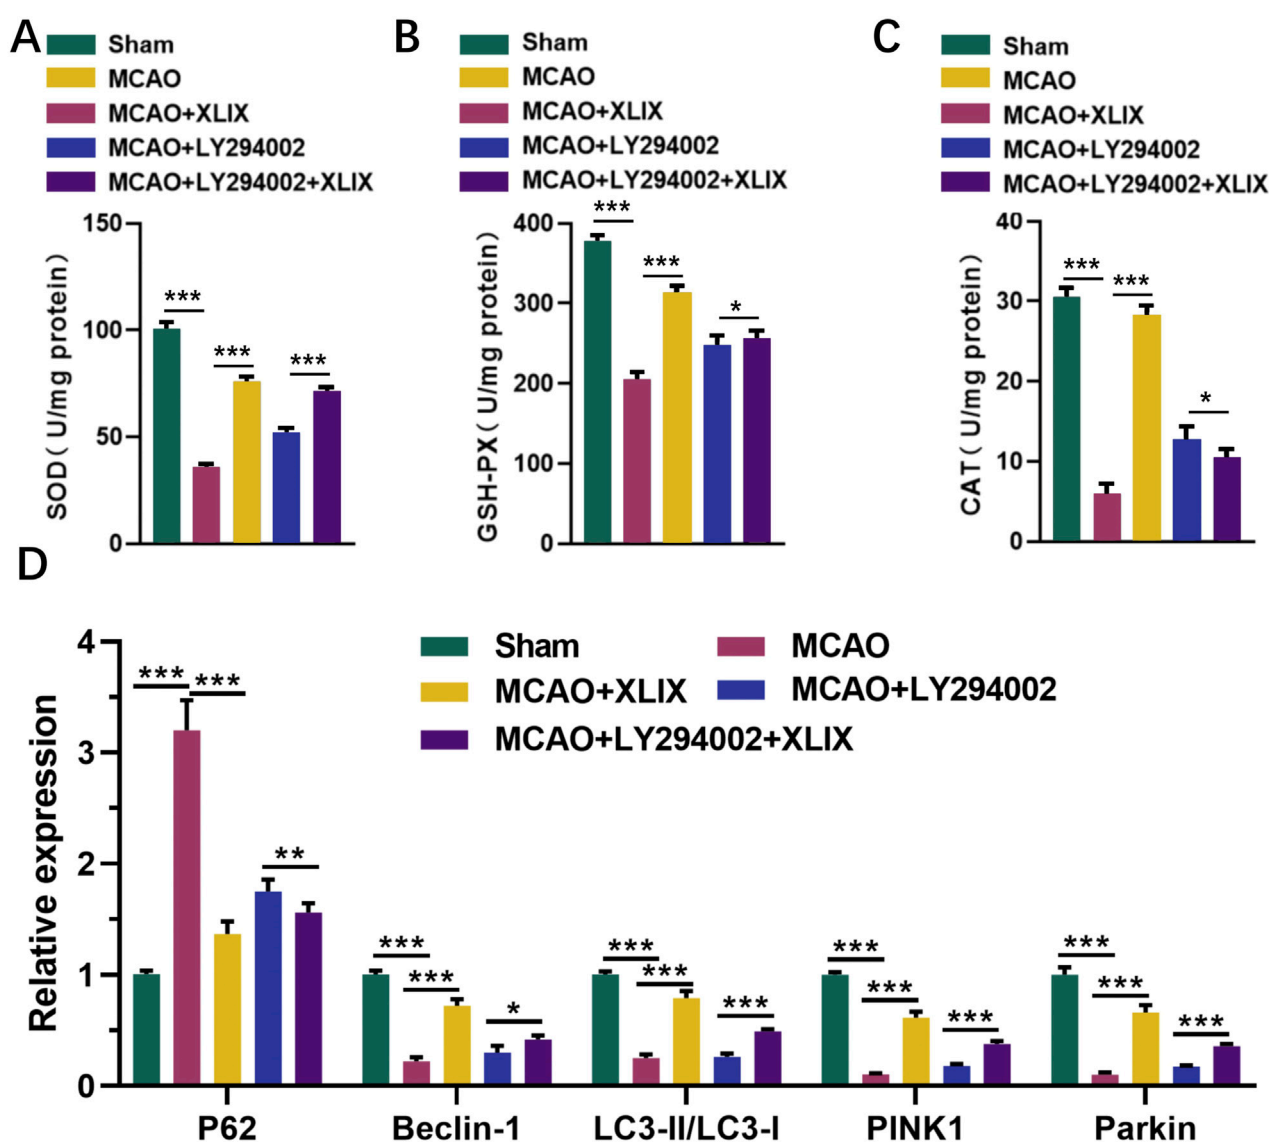 A
Sham
MCAO
MCAO+XLIX
MCAO+LY294002
MCAO+LY294002+XLIX
SOD( U/mg protein)
150
100
50
0
***
***
***
B
Sham
MCAO
MCAO+XLIX
MCAO+LY294002
MCAO+LY294002+XLIX
GSH-PX( U/mg protein)
400
300
200
100
0
***
***
*
C
Sham
MCAO
MCAO+XLIX
MCAO+LY294002
MCAO+LY294002+XLIX
CAT( U/mg protein)
40
30
20
10
0
***
***
*
D
Sham
MCAO
MCAO+XLIX
MCAO+LY294002
MCAO+LY294002+XLIX
Relative expression
4
3
2
1
0
***
***
**
***
***
*
***
***
***
***
***
***
***
***
***
P62
Beclin-1
LC3-II/LC3-I
PINK1
Parkin